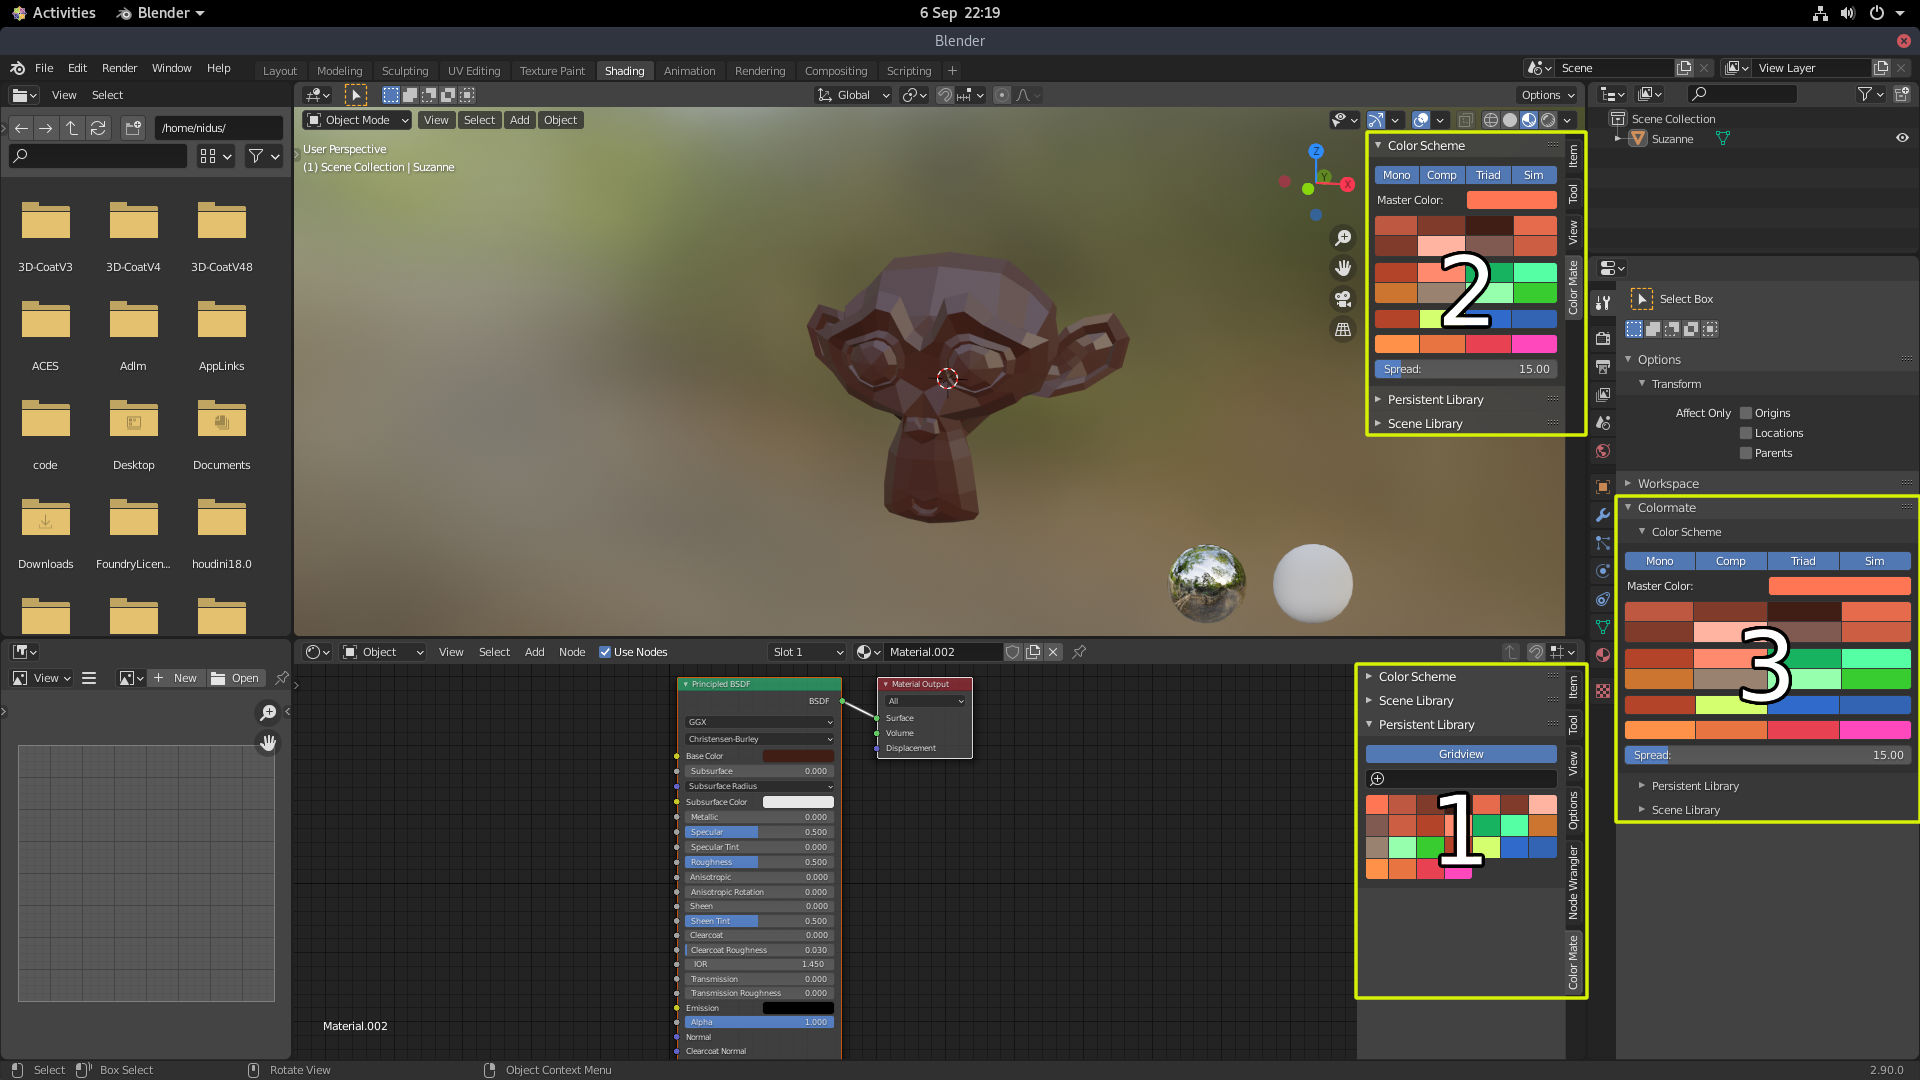 Activities Blender 6 Sep 22:19
Blender
File Edit Render Window Help Layout Modeling Sculpting UV Editing Texture Paint Shading Animation Rendering Compositing Scripting + Scene View Layer
View Select Global Options
/home/nidus/ Object Mode View Select Add Object
User Perspective
(1) Scene Collection | Suzanne
3D-CoatV3 3D-CoatV4 3D-CoatV48
ACES Adlm AppLinks
code Desktop Documents
Downloads FoundryLicen... houdini18.0
Z
Y
X
Color Scheme
Mono Comp Triad Sim
Master Color:
2
Spread: 15.00
Persistent Library
Scene Library
Item
Tool
View
Color Mate
Scene Collection
Suzanne
Select Box
Options
Transform
Affect Only Origins
Locations
Parents
Workspace
Colormate
Color Scheme
Mono Comp Triad Sim
Master Color:
3
Spread: 15.00
Persistent Library
Scene Library
View New Open
Object View Select Add Node Use Nodes Slot 1 Material.002
Principled BSDF
BSDF
GGX
Christensen-Burley
Base Color
Subsurface 0.000
Subsurface Radius
Subsurface Color
Metallic 0.000
Specular 0.500
Specular Tint 0.000
Roughness 0.500
Anisotropic 0.000
Anisotropic Rotation 0.000
Sheen 0.000
Sheen Tint 0.500
Clearcoat 0.000
Clearcoat Roughness 0.030
IOR 1.450
Transmission 0.000
Transmission Roughness 0.000
Emission
Alpha 1.000
Normal
Clearcoat Normal
Material Output
All
Surface
Volume
Displacement
Material.002
Color Scheme
Scene Library
Persistent Library
Gridview
1
Item
Tool
View
Options
Node Wrangler
Color Mate
Select Box Select Rotate View Object Context Menu 2.90.0